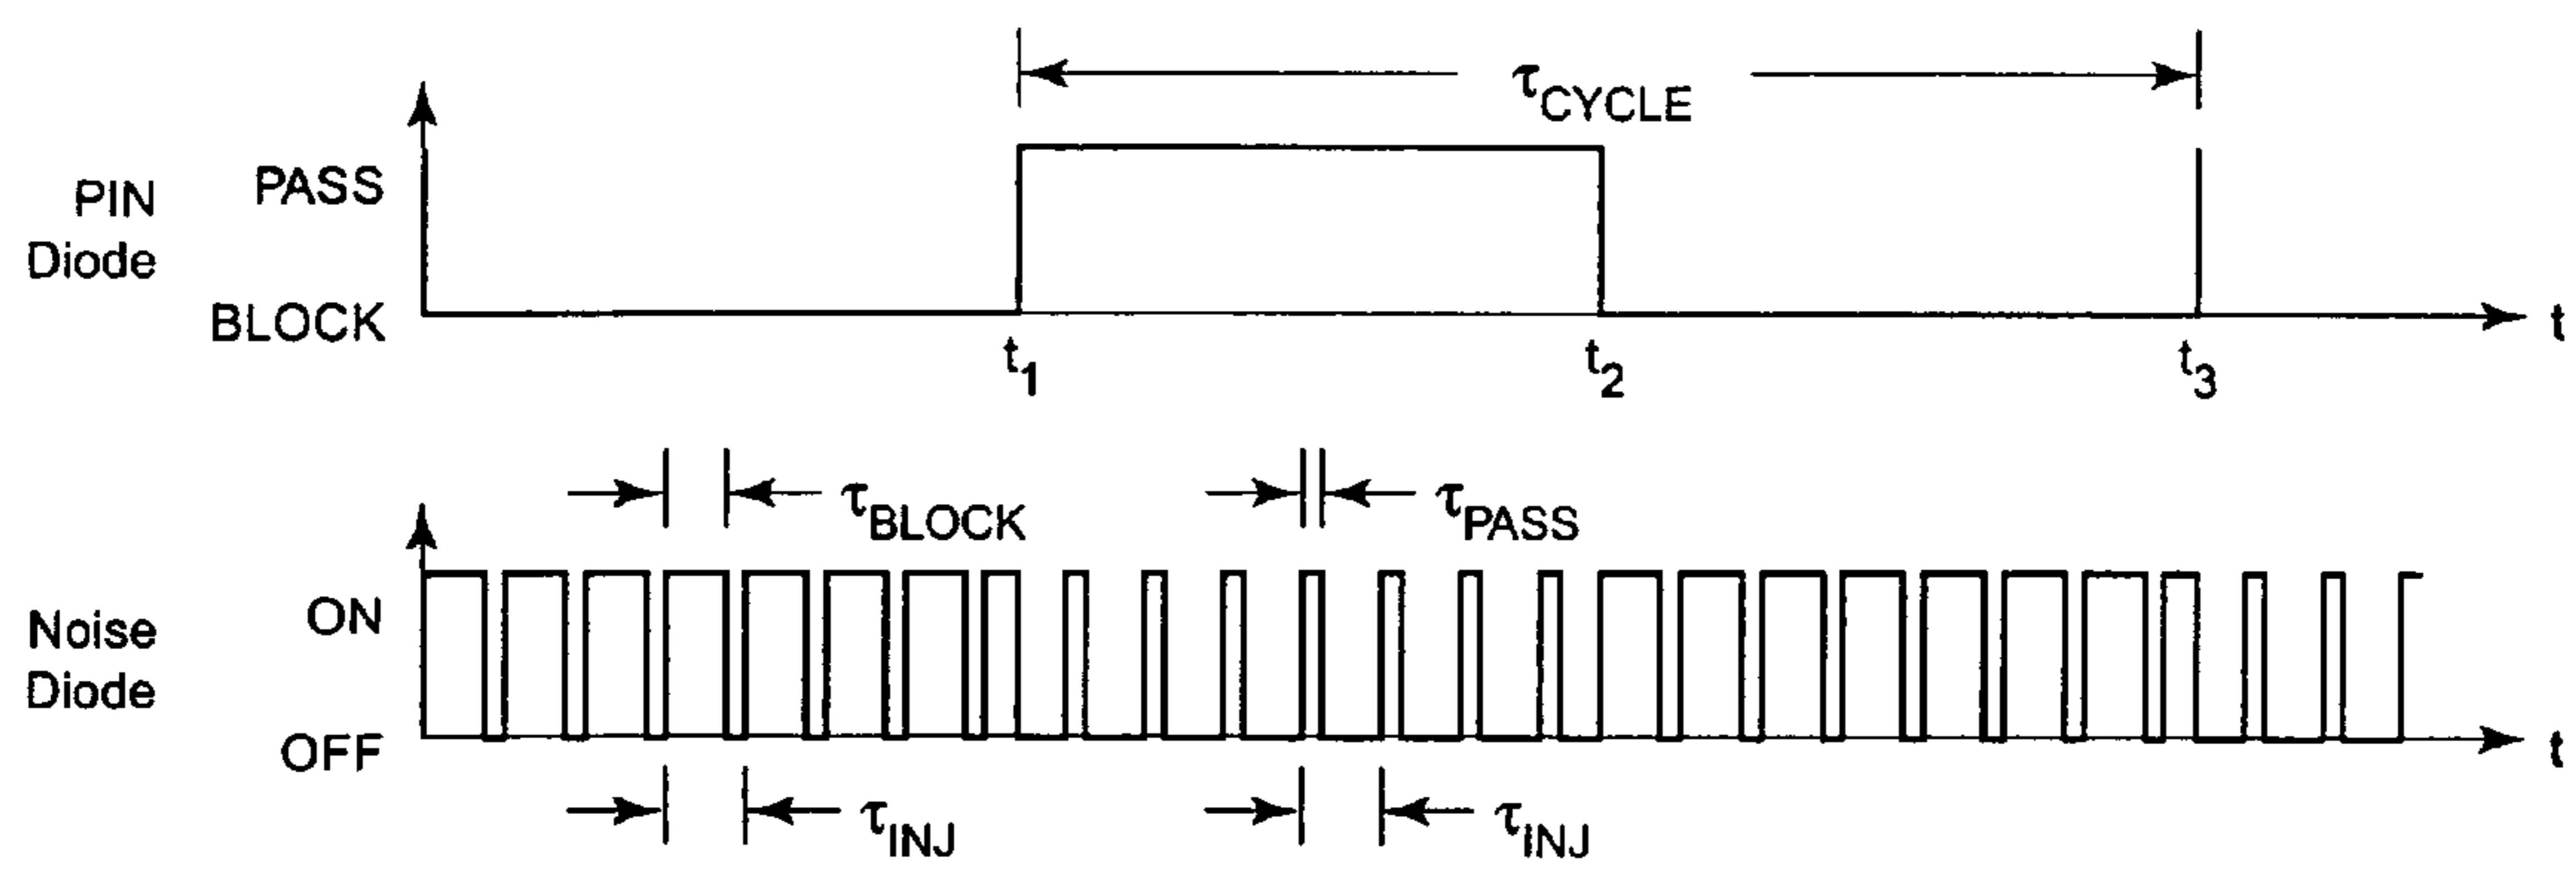 τCYCLE
PIN
Diode
PASS
BLOCK
t
t1
t2
t3
τBLOCK
τPASS
Noise
Diode
ON
OFF
t
τINJ
τINJ